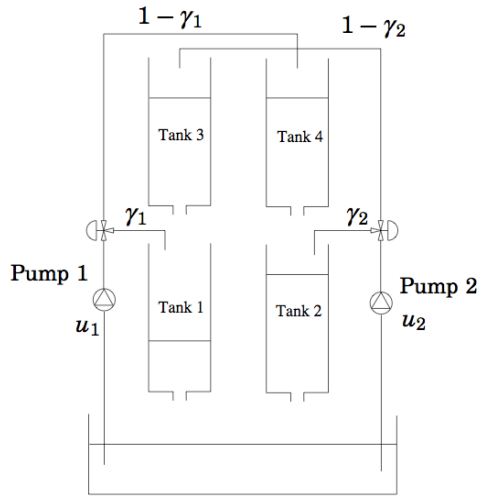 1 − γ₁
1 − γ₂
Tank 3
Tank 4
γ₁
γ₂
Pump 1
Pump 2
Tank 1
Tank 2
u₁
u₂